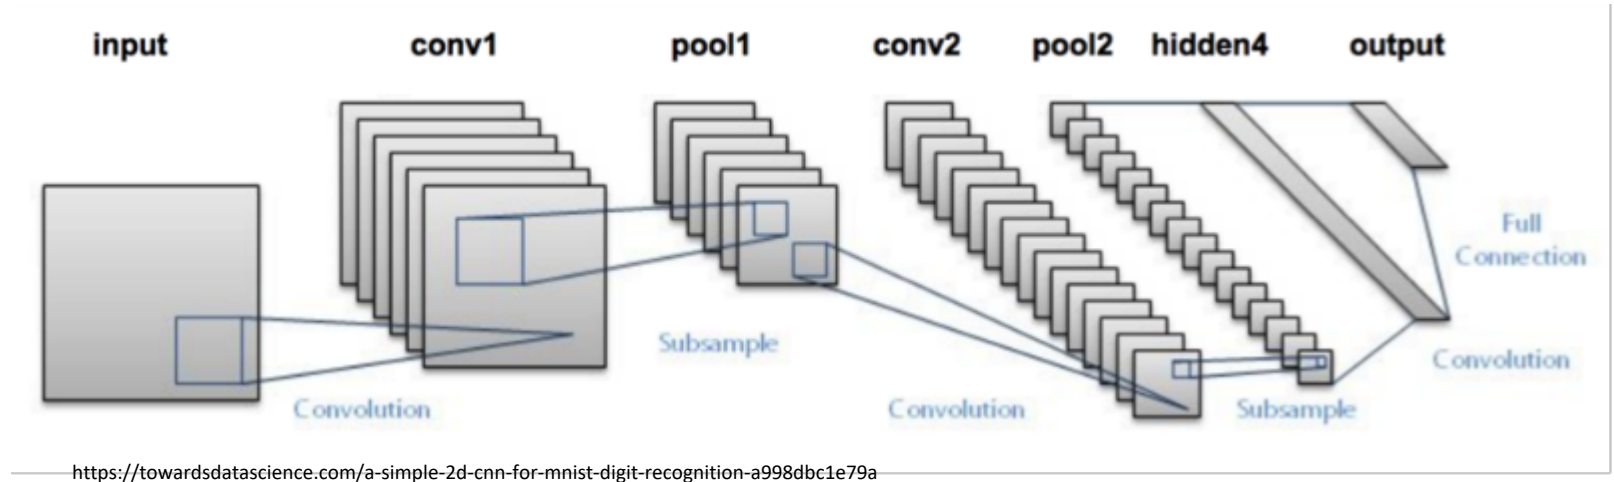 input conv1 pool1 conv2 pool2 hidden4 output
Full
Connection
Subsample
Convolution
Convolution
Convolution
Subsample
https://towardsdatascience.com/a-simple-2d-cnn-for-mnist-digit-recognition-a998dbc1e79a